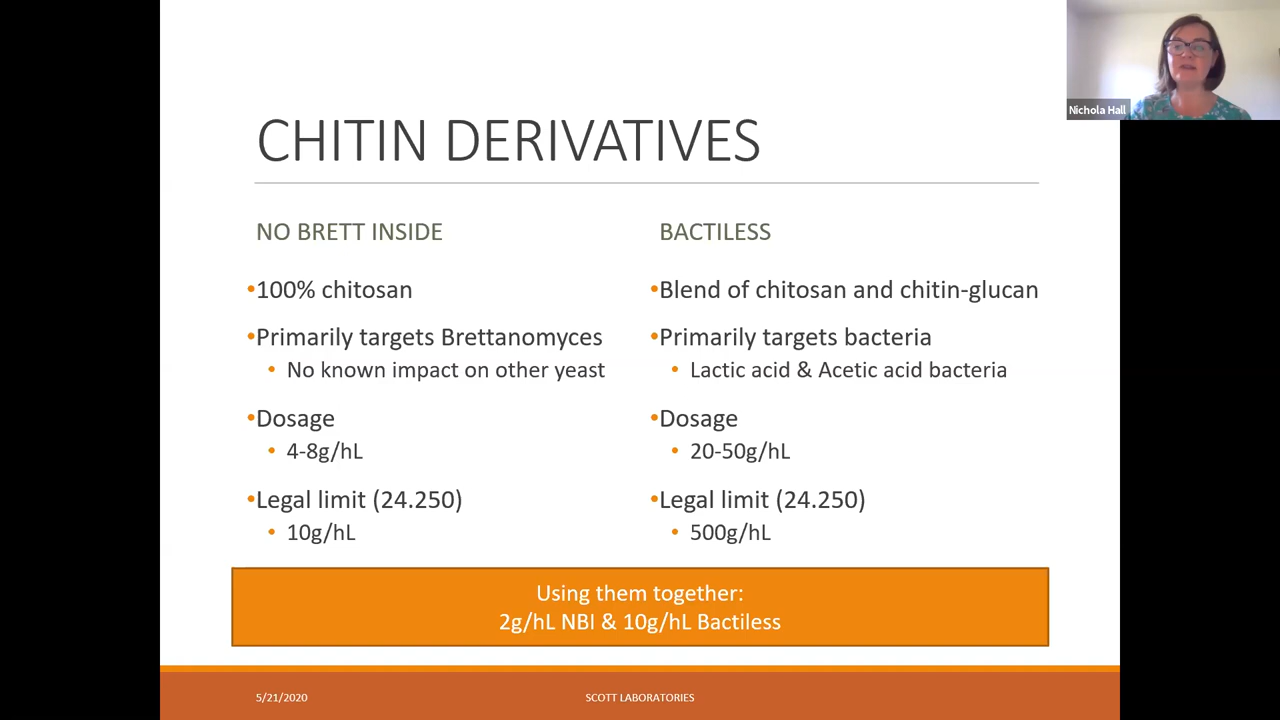 Nichola Hall
CHITIN DERIVATIVES
NO BRETT INSIDE
•100% chitosan
•Primarily targets Brettanomyces
• No known impact on other yeast
•Dosage
• 4-8g/hL
•Legal limit (24.250)
• 10g/hL
BACTILESS
•Blend of chitosan and chitin-glucan
•Primarily targets bacteria
• Lactic acid & Acetic acid bacteria
•Dosage
• 20-50g/hL
•Legal limit (24.250)
• 500g/hL
Using them together:
2g/hL NBI & 10g/hL Bactiless
5/21/2020
SCOTT LABORATORIES